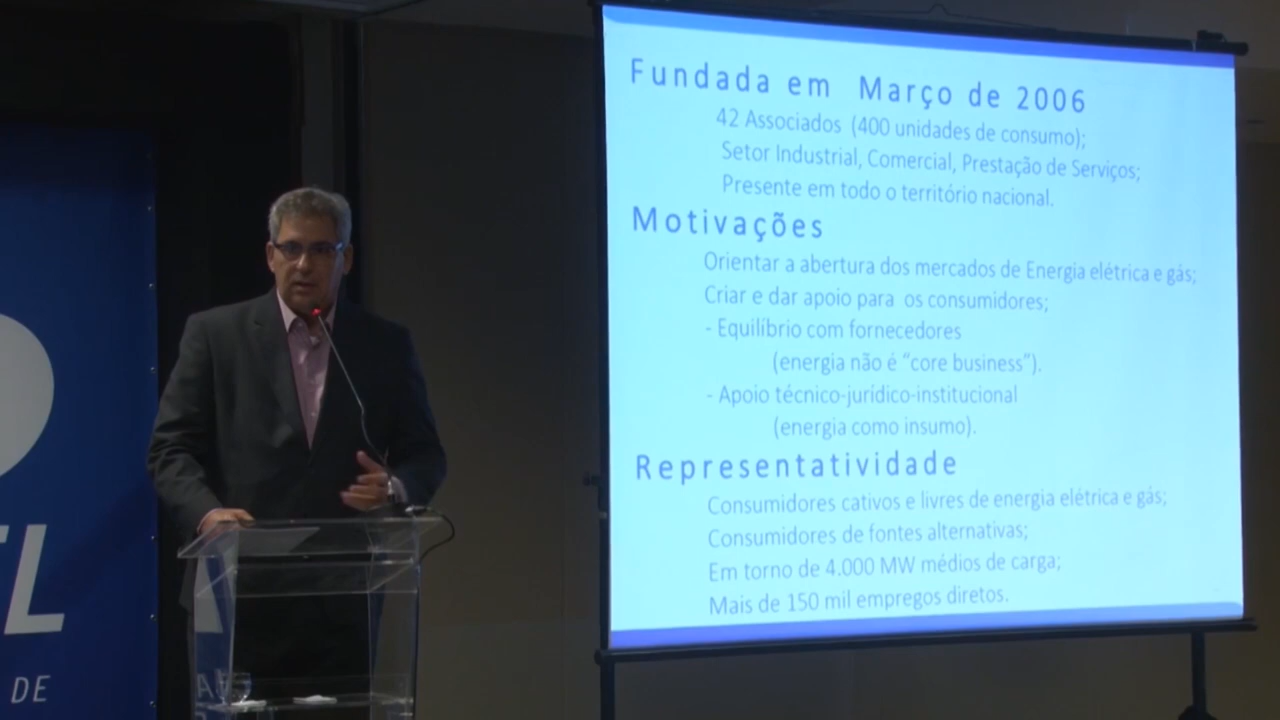 Fundada em Março de 2006
42 Associados (400 unidades de consumo);
Setor Industrial, Comercial, Prestação de Serviços;
Presente em todo o território nacional.
Motivações
Orientar a abertura dos mercados de Energia elétrica e gás;
Criar e dar apoio para os consumidores;
- Equilíbrio com fornecedores
(energia não é “core business”).
- Apoio técnico-jurídico-institucional
(energia como insumo).
Representatividade
Consumidores cativos e livres de energia elétrica e gás;
Consumidores de fontes alternativas;
Em torno de 4.000 MW médios de carga;
Mais de 150 mil empregos diretos.
DE